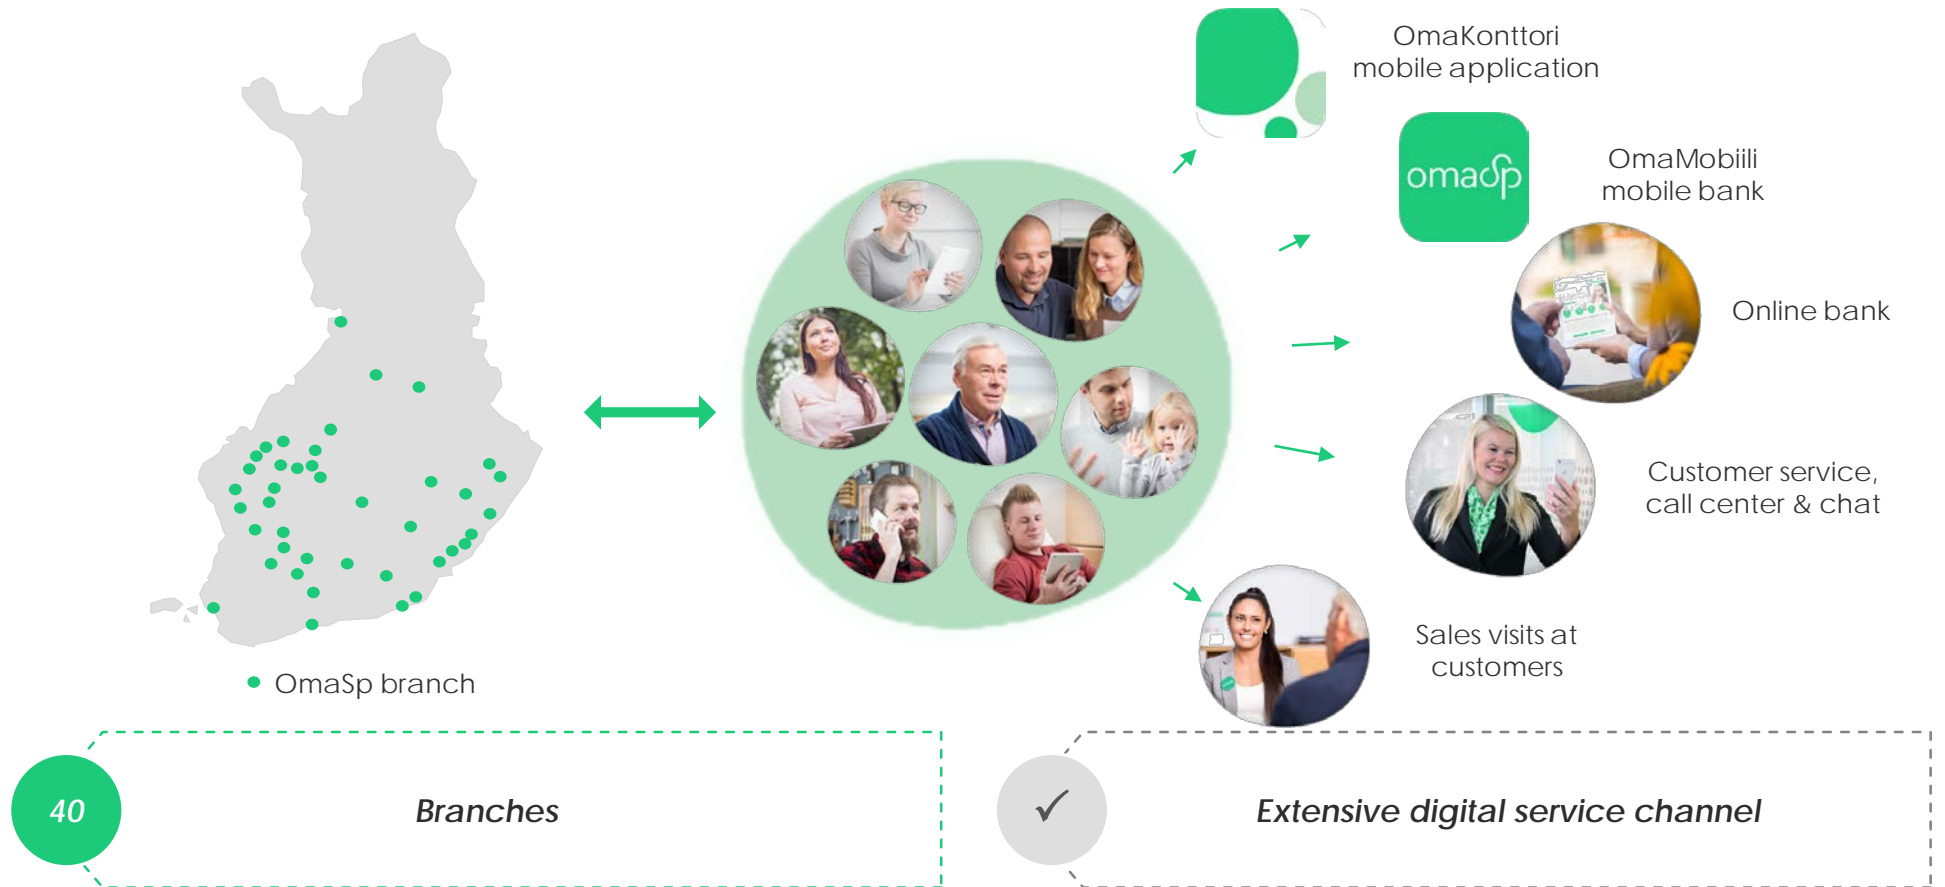 OmaKonttori
mobile application
omaSp
OmaMobiili
mobile bank
Online bank
Customer service,
call center & chat
Sales visits at
customers
OmaSp branch
40
Branches
Extensive digital service channel